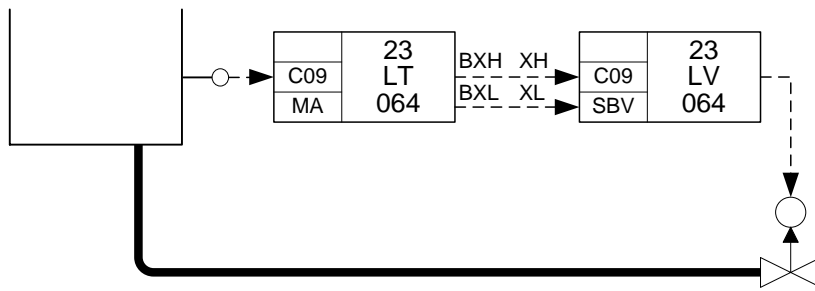 23
C09 LT
MA 064
BXH XH
BXL XL
23
C09 LV
SBV 064